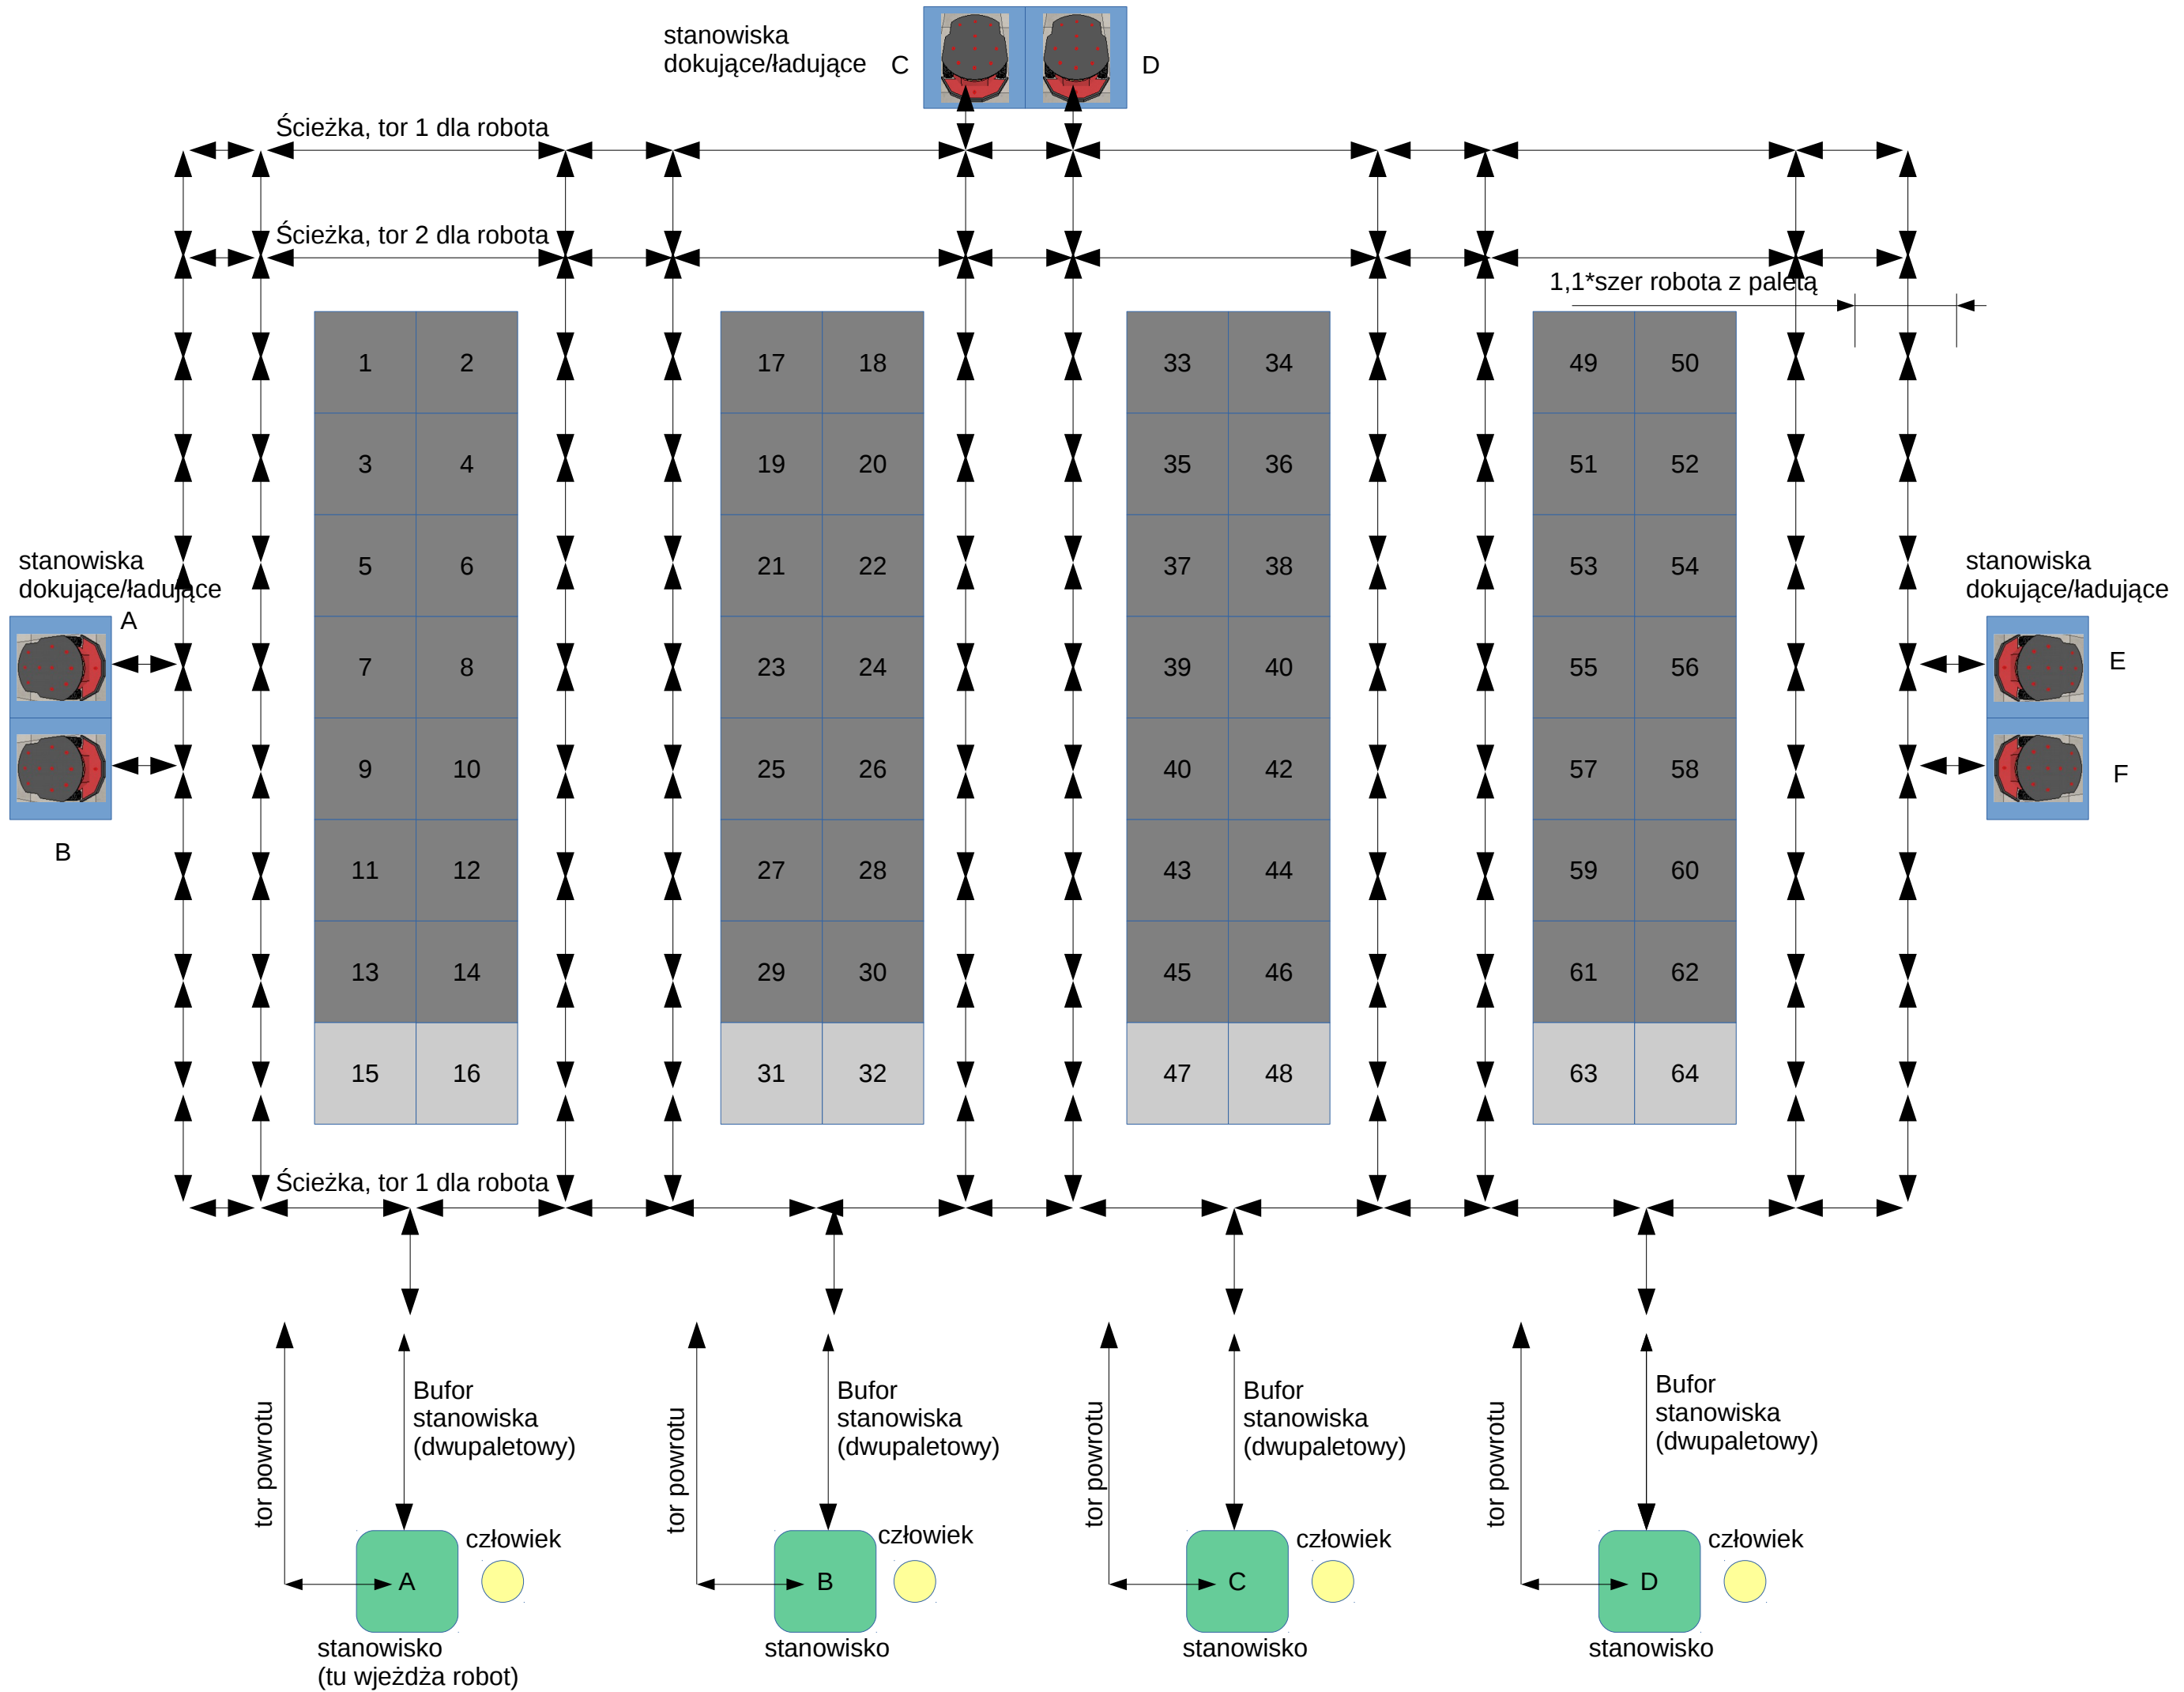 stanowiska
dokujące/ładujące
C
D
Ścieżka, tor 1 dla robota
Ścieżka, tor 2 dla robota
1,1*szer robota z paletą
1 2 17 18 33 34 49 50
3 4 19 20 35 36 51 52
5 6 21 22 37 38 53 54
stanowiska
dokujące/ładujące
A
B
stanowiska
dokujące/ładujące
E
F
7 8 23 24 39 40 55 56
9 10 25 26 40 42 57 58
11 12 27 28 43 44 59 60
13 14 29 30 45 46 61 62
15 16 31 32 47 48 63 64
Ścieżka, tor 1 dla robota
tor powrotu
Bufor
stanowiska
(dwupaletowy)
człowiek
A
stanowisko
(tu wjeżdża robot)
tor powrotu
Bufor
stanowiska
(dwupaletowy)
człowiek
B
stanowisko
tor powrotu
Bufor
stanowiska
(dwupaletowy)
człowiek
C
stanowisko
tor powrotu
Bufor
stanowiska
(dwupaletowy)
człowiek
D
stanowisko